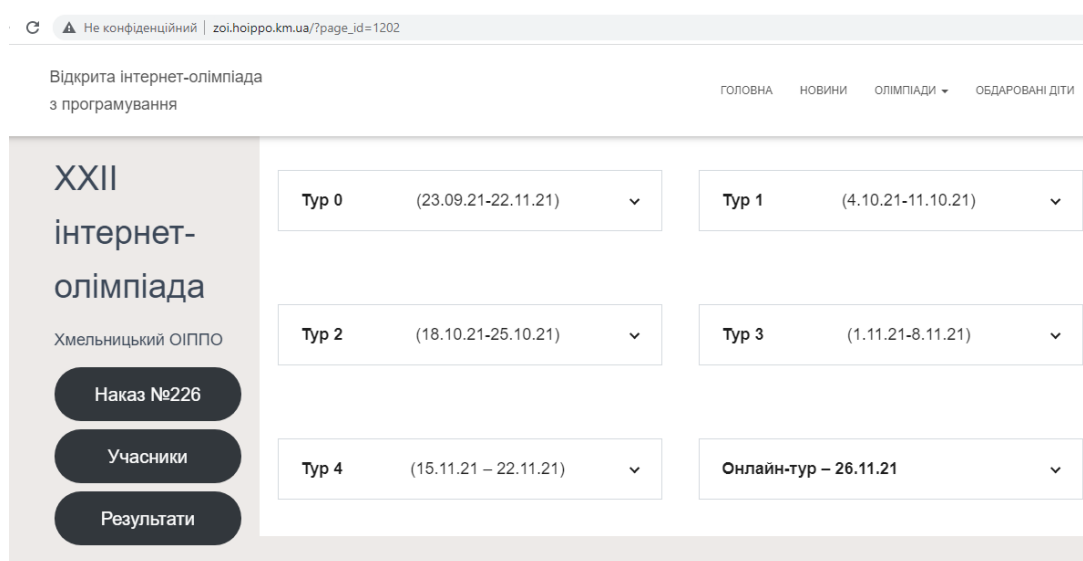 Не конфіденційний | zoi.hoippo.km.ua/?page_id=1202
Відкрита інтернет-олімпіада
з програмування
ГОЛОВНА НОВИНИ ОЛІМПІАДИ ОБДАРОВАНІ ДІТИ
XXII
інтернет-
олімпіада
Хмельницький ОІППО
Наказ №226
Учасники
Результати
Тур 0 (23.09.21-22.11.21)
Тур 1 (4.10.21-11.10.21)
Тур 2 (18.10.21-25.10.21)
Тур 3 (1.11.21-8.11.21)
Тур 4 (15.11.21 – 22.11.21)
Онлайн-тур – 26.11.21